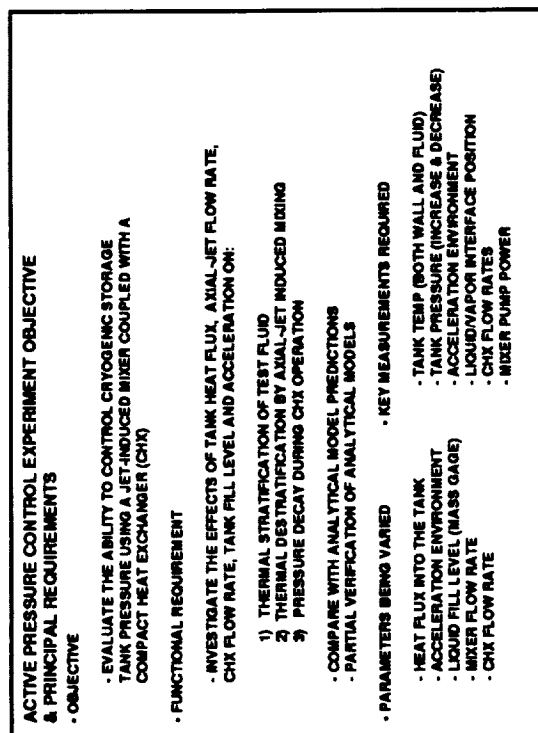 ACTIVE PRESSURE CONTROL EXPERIMENT OBJECTIVE
& PRINCIPAL REQUIREMENTS
- OBJECTIVE
- EVALUATE THE ABILITY TO CONTROL CRYOGENIC STORAGE
TANK PRESSURE USING A JET-INDUCED MIXER COUPLED WITH A
COMPACT HEAT EXCHANGER (CHX)
- FUNCTIONAL REQUIREMENT
- INVESTIGATE THE EFFECTS OF TANK HEAT FLUX, AXIAL-JET FLOW RATE,
CHX FLOW RATE, TANK FILL LEVEL AND ACCELERATION ON:
1) THERMAL STRATIFICATION OF TEST FLUID
2) THERMAL DESTRATIFICATION BY AXIAL-JET INDUCED MIXING
3) PRESSURE DECAY DURING CHX OPERATION
- COMPARE WITH ANALYTICAL MODEL PREDICTIONS
- PARTIAL VERIFICATION OF ANALYTICAL MODELS
- PARAMETERS BEING VARIED
- HEAT FLUX INTO THE TANK
- ACCELERATION ENVIRONMENT
- LIQUID FILL LEVEL (MASS GAGE)
- MIXER FLOW RATE
- CHX FLOW RATE
- KEY MEASUREMENTS REQUIRED
- TANK TEMP (BOTH WALL AND FLUID)
- TANK PRESSURE (INCREASE & DECREASE)
- ACCELERATION ENVIRONMENT
- LIQUID/VAPOR INTERFACE POSITION
- CHX FLOW RATES
- MIXER PUMP POWER